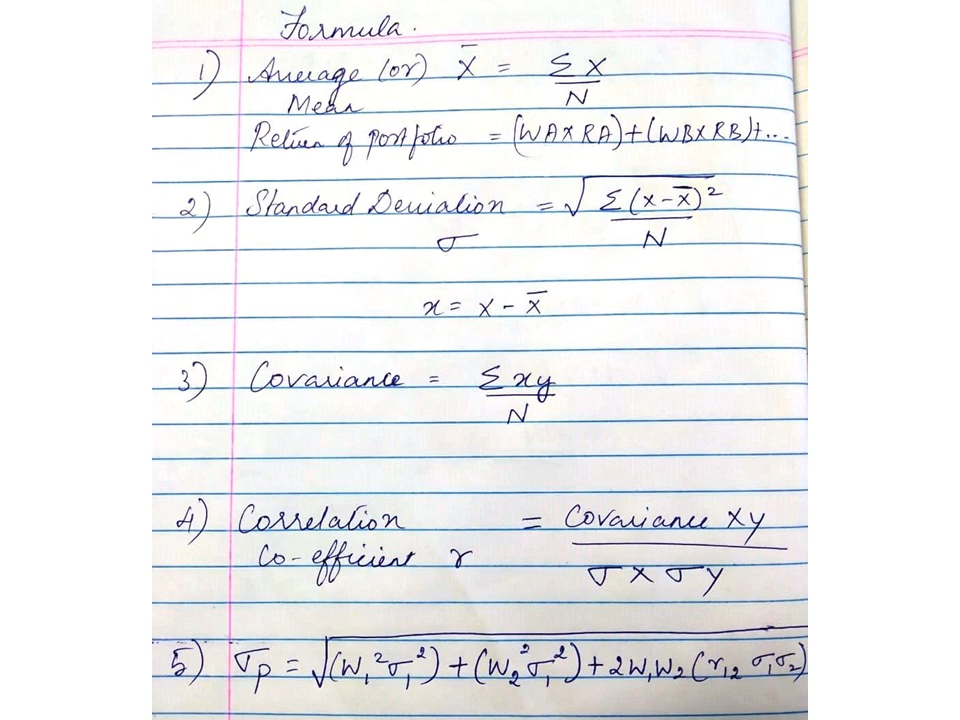 Formula.
1) Average (or) X̄ = ΣX / N
Mean
Return of portfolio = (WA X RA) + (WB X RB) + ...
2) Standard Deviation = √ Σ(x-x̄)² / N
σ
x = X - X̄
3) Covariance = Σxy / N
4) Correlation = Covariance xy / σx σy
Co-efficient r
5) σp = √(W₁²σ₁²) + (W₂²σ₁²) + 2W₁W₂ (r₁₂ σ₁σ₂)